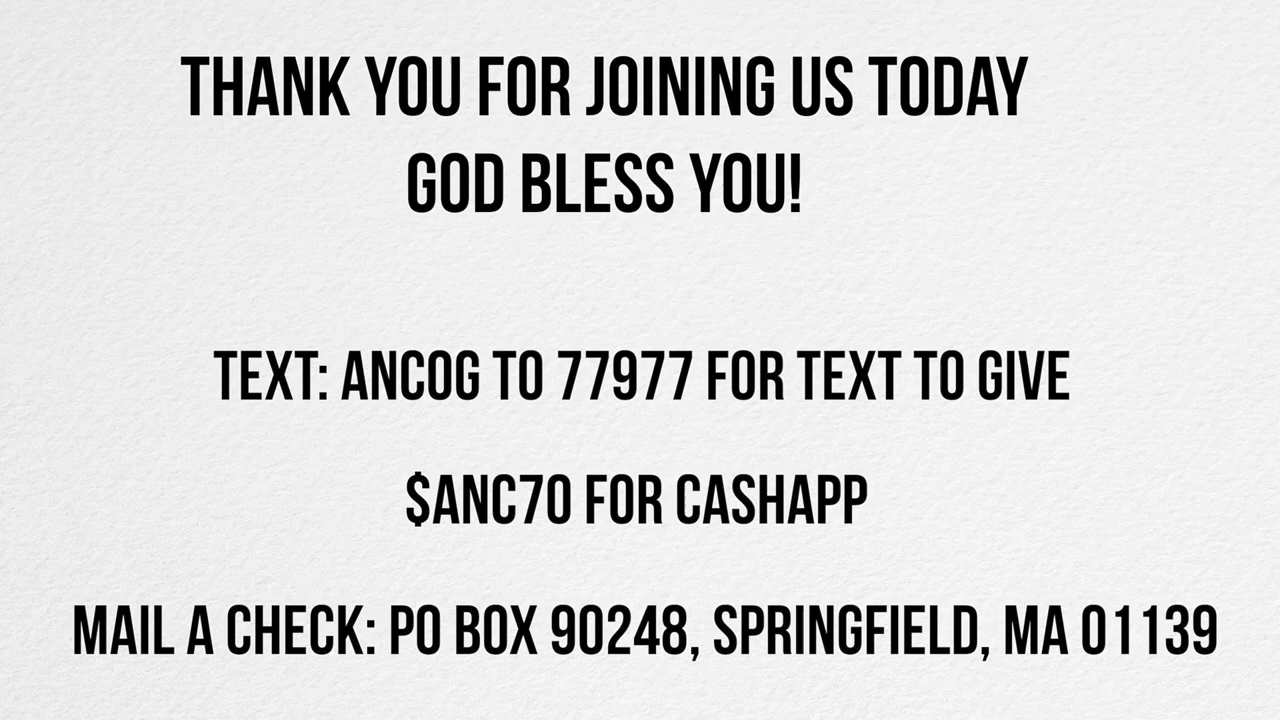 THANK YOU FOR JOINING US TODAY
GOD BLESS YOU!
TEXT: ANCOG TO 77977 FOR TEXT TO GIVE
$ANC70 FOR CASHAPP
MAIL A CHECK: PO BOX 90248, SPRINGFIELD, MA 01139